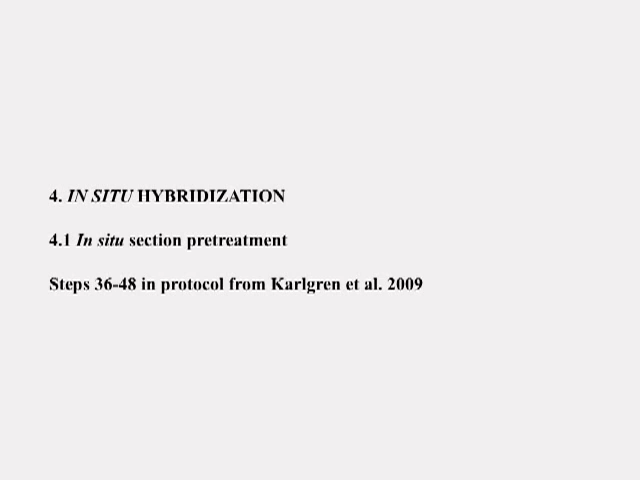 4. IN SITU HYBRIDIZATION
4.1 In situ section pretreatment
Steps 36-48 in protocol from Karlgren et al. 2009